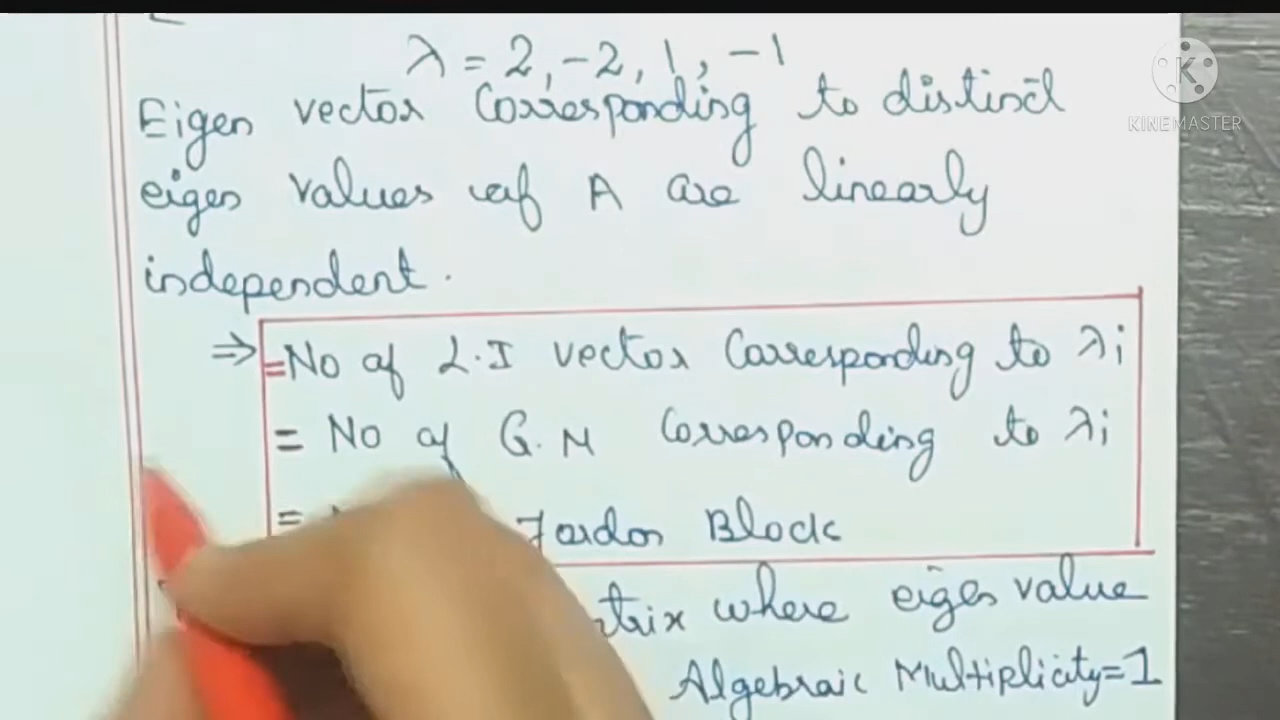 λ = 2, -2, 1, -1
Eigen vector Corresponding to distinct
eigen values of A are linearly
independent.
⇒ =No of L.I vector Corresponding to λi
= No of G.M Corresponding to λi
= Jordon Block
where eigen value
Algebraic Multiplicity=1
K
KINEMASTER